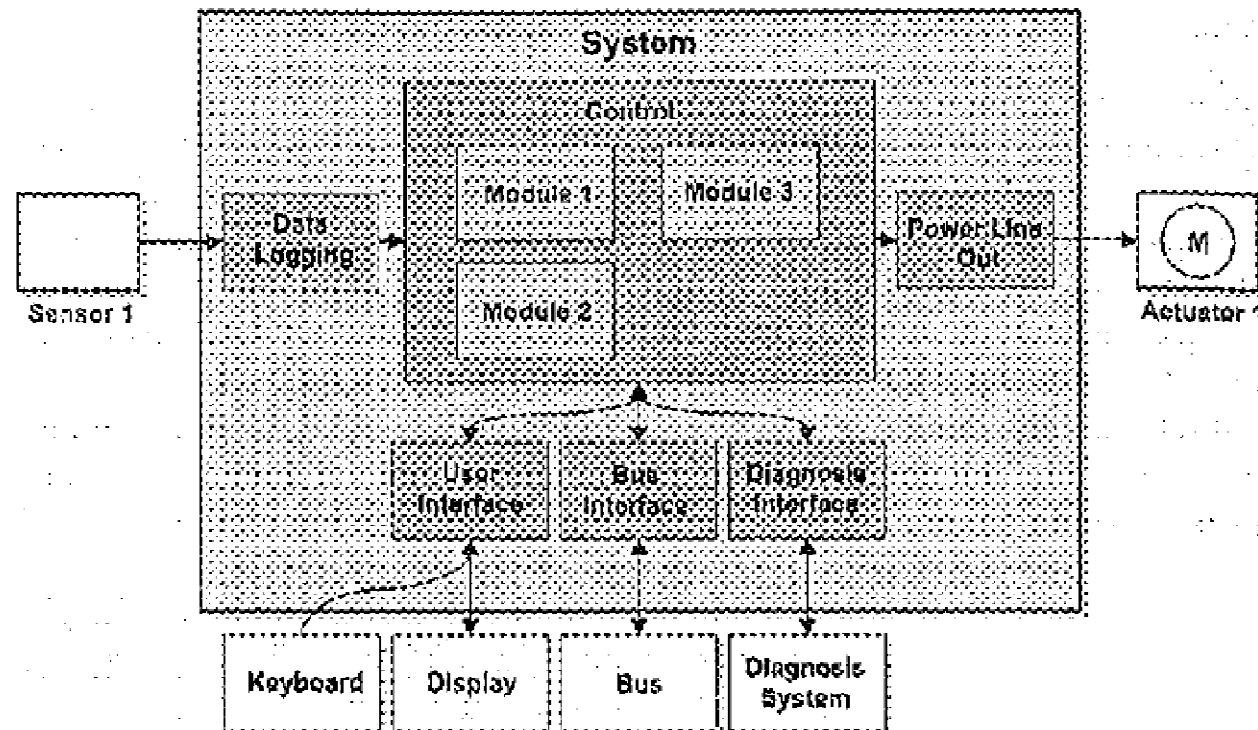 System
Control
Module 1
Module 3
Data
Logging
Power Line
Out
M
Sensor 1
Module 2
Actuator 1
User
Interface
Bus
Interface
Diagnosis
Interface
Keyboard
Display
Bus
Diagnosis
System